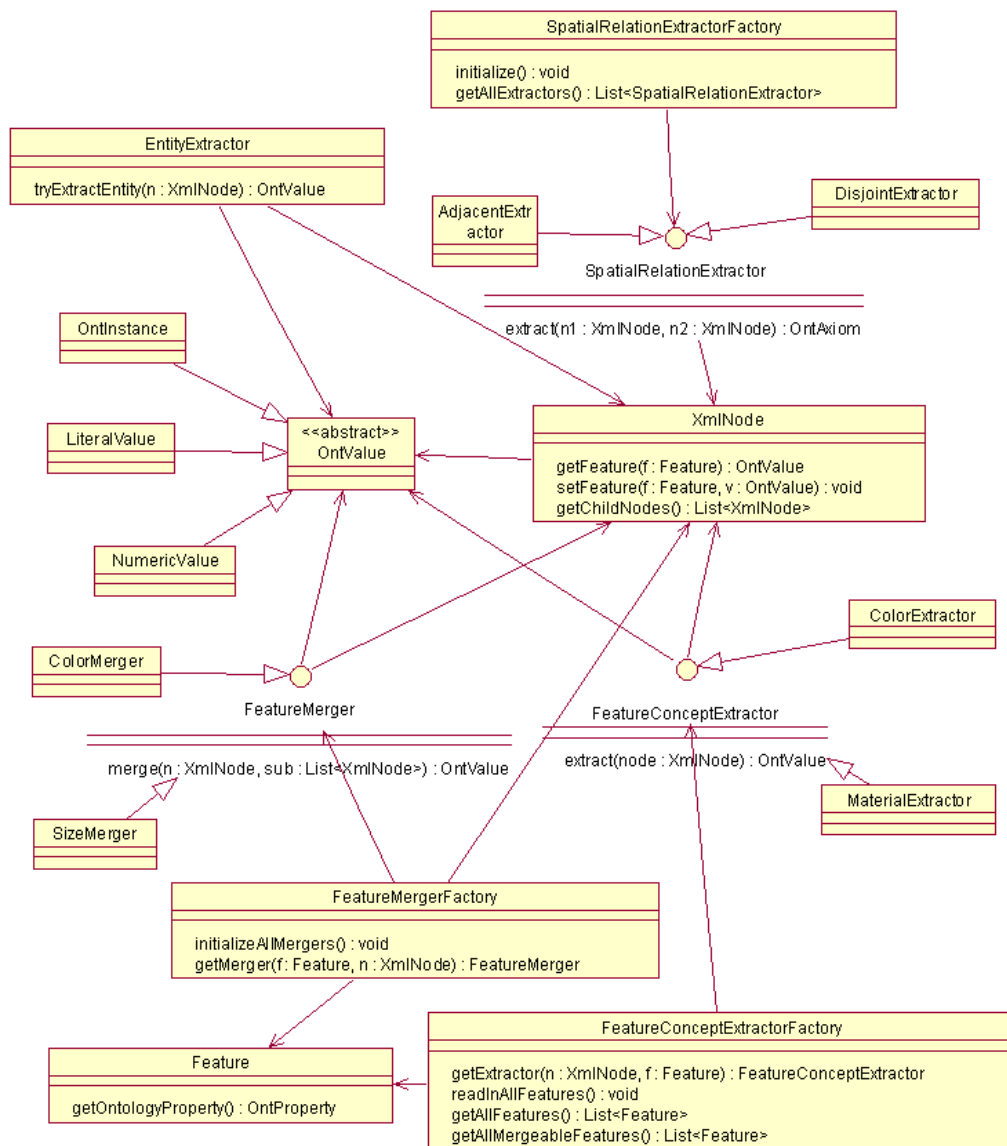 SpatialRelationExtractorFactory
initialize() : void
getAllExtractors() : List<SpatialRelationExtractor>
EntityExtractor
tryExtractEntity(n : XmlNode) : OntValue
AdjacentExtr
actor
DisjointExtractor
SpatialRelationExtractor
extract(n1 : XmlNode, n2 : XmlNode) : OntAxiom
OntInstance
LiteralValue
<<abstract>>
OntValue
XmlNode
getFeature(f : Feature) : OntValue
setFeature(f : Feature, v : OntValue) : void
getChildNodes() : List<XmlNode>
NumericValue
ColorMerger
ColorExtractor
FeatureMerger
FeatureConceptExtractor
merge(n : XmlNode, sub : List<XmlNode>) : OntValue
extract(node : XmlNode) : OntValue
SizeMerger
MaterialExtractor
FeatureMergerFactory
initializeAllMergers() : void
getMerger(f : Feature, n : XmlNode) : FeatureMerger
Feature
getOntologyProperty() : OntProperty
FeatureConceptExtractorFactory
getExtractor(n : XmlNode, f : Feature) : FeatureConceptExtractor
readInAllFeatures() : void
getAllFeatures() : List<Feature>
getAllMergeableFeatures() : List<Feature>